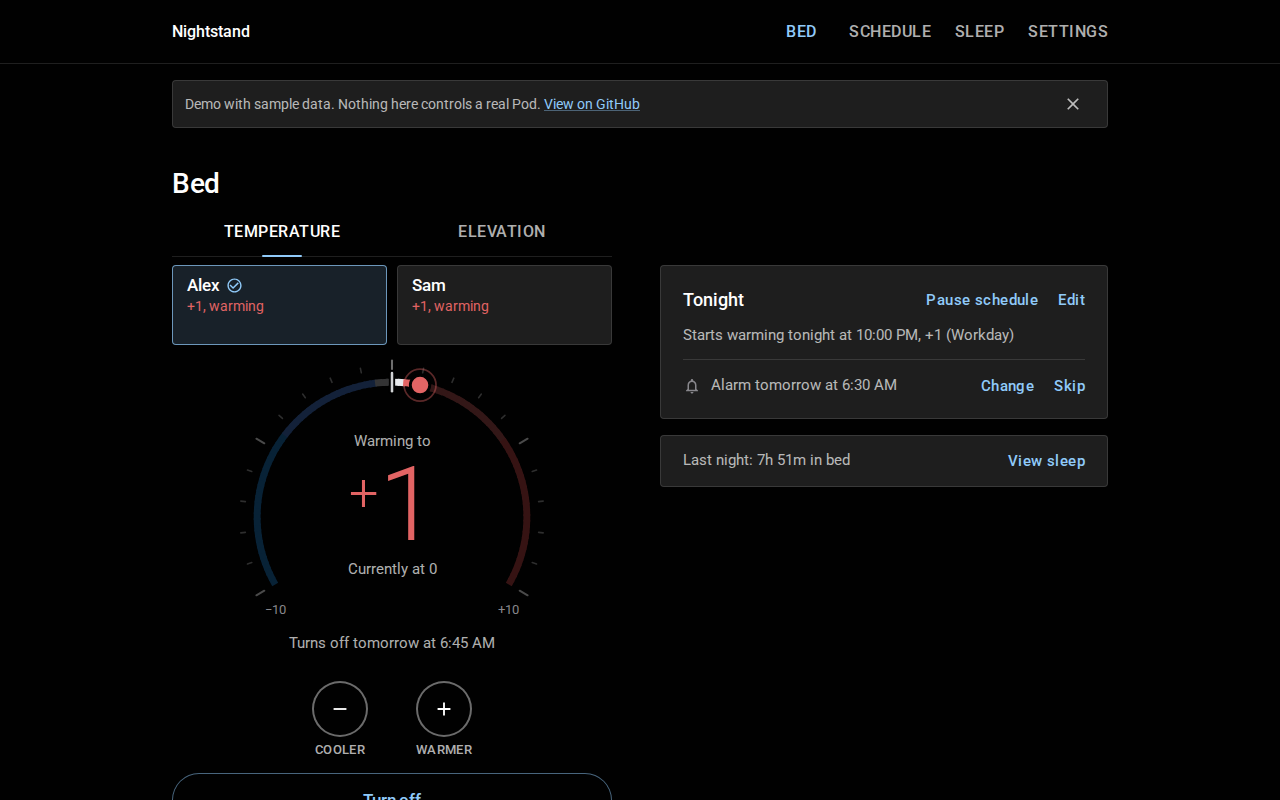 Nightstand
BED SCHEDULE SLEEP SETTINGS
Demo with sample data. Nothing here controls a real Pod. View on GitHub
Bed
TEMPERATURE ELEVATION
Alex
+1, warming
Sam
+1, warming
Warming to
+1
Currently at 0
−10
+10
Turns off tomorrow at 6:45 AM
COOLER
WARMER
Turn off
Tonight
Pause schedule Edit
Starts warming tonight at 10:00 PM, +1 (Workday)
Alarm tomorrow at 6:30 AM
Change Skip
Last night: 7h 51m in bed
View sleep